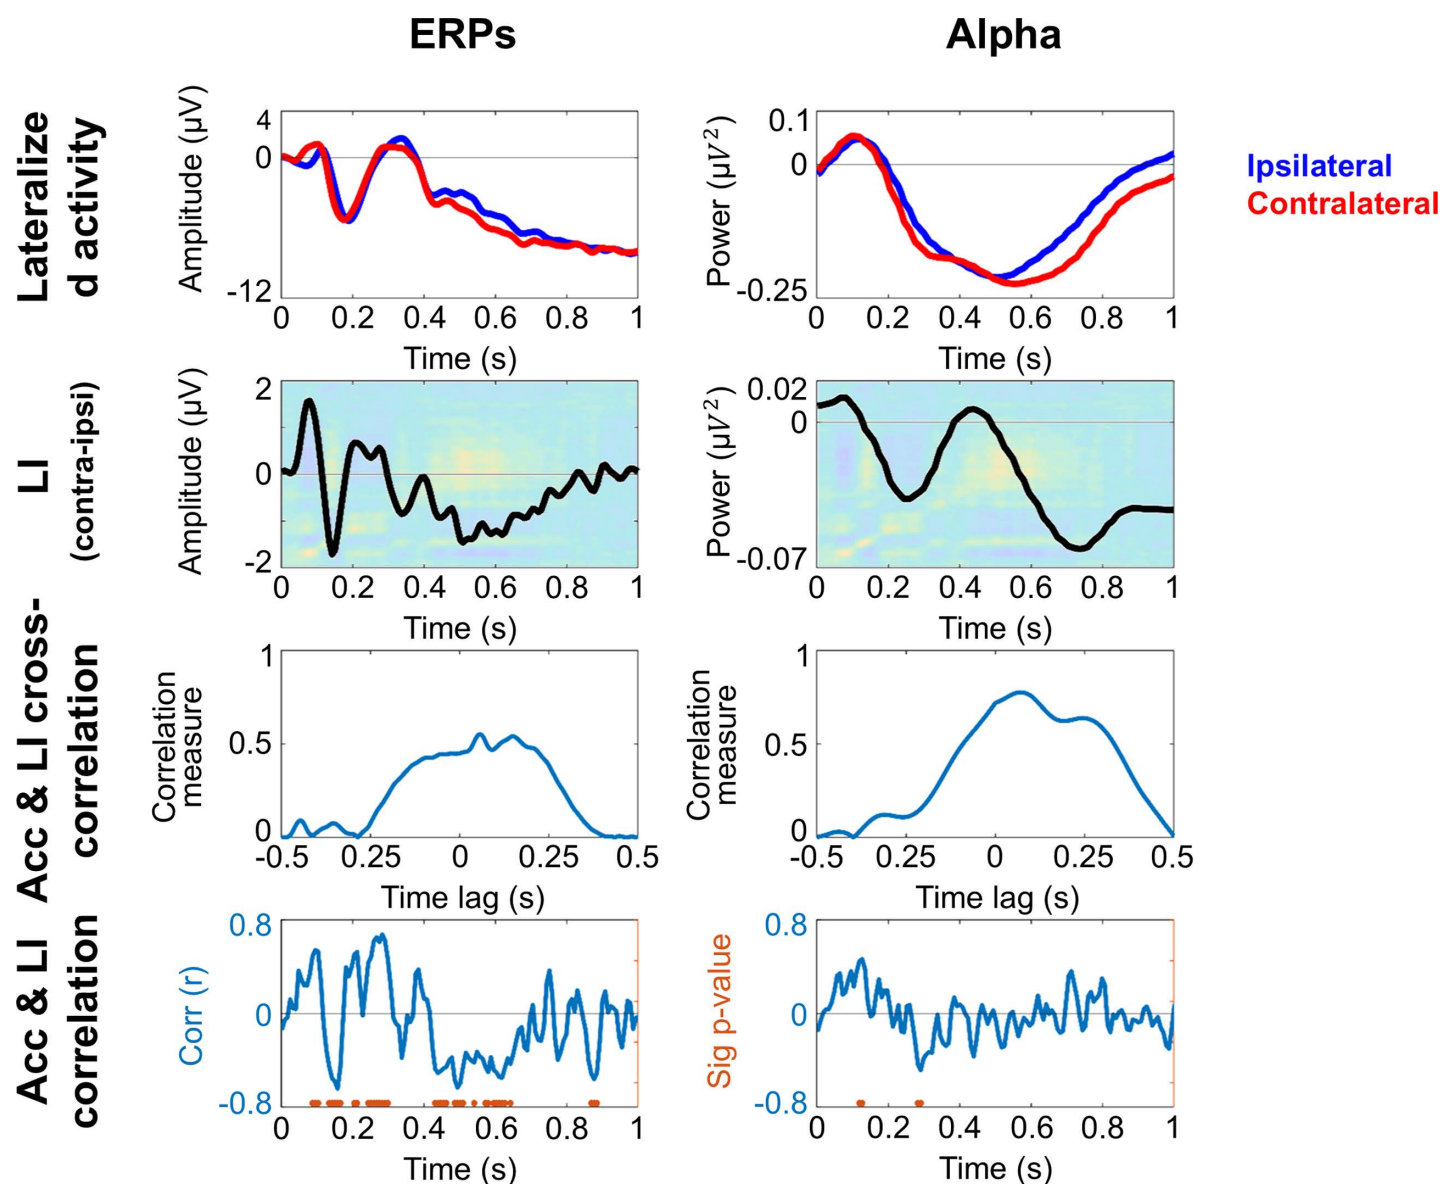 ERPs
Alpha
Lateralize
d activity
Amplitude (µV)
4
0
-12
0 0.2 0.4 0.6 0.8 1
Time (s)
Power (µV²)
0.1
0
-0.25
0 0.2 0.4 0.6 0.8 1
Time (s)
Ipsilateral
Contralateral
LI
(contra-ipsi)
Amplitude (µV)
2
0
-2
0 0.2 0.4 0.6 0.8 1
Time (s)
Power (µV²)
0.02
0
-0.07
0 0.2 0.4 0.6 0.8 1
Time (s)
Acc & LI cross-
correlation
Correlation
measure
1
0.5
0
-0.5 0.25 0 0.25 0.5
Time lag (s)
Correlation
measure
1
0.5
0
-0.5 0.25 0 0.25 0.5
Time lag (s)
Acc & LI
correlation
Corr (r)
0.8
0
-0.8
0 0.2 0.4 0.6 0.8 1
Time (s)
Sig p-value
0.8
0
-0.8
0 0.2 0.4 0.6 0.8 1
Time (s)